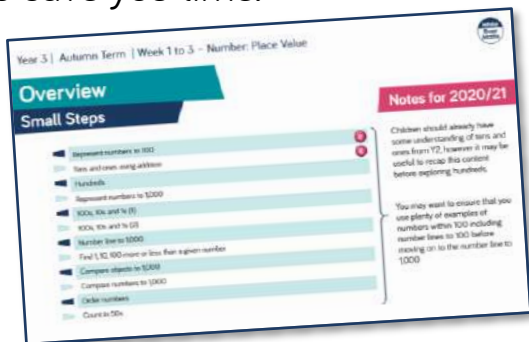 to save you time.
Year 3 | Autumn Term | Week 1 to 3 – Number: Place Value
Overview
Small Steps
Represent numbers to 100
Tens and ones using addition
Hundreds
Represent numbers to 1,000
100s, 10s and 1s (1)
100s, 10s and 1s (2)
Number line to 1,000
Find 1, 10, 100 more or less than a given number
Compare objects to 1,000
Compare numbers to 1,000
Order numbers
Count in 50s
Notes for 2020/21
Children should already have
some understanding of tens and
ones from Y2, however it may be
useful to recap this content
before exploring hundreds.
You may want to ensure that you
use plenty of examples of
numbers within 100 including
number lines to 100 before
moving on to the number line to
1,000